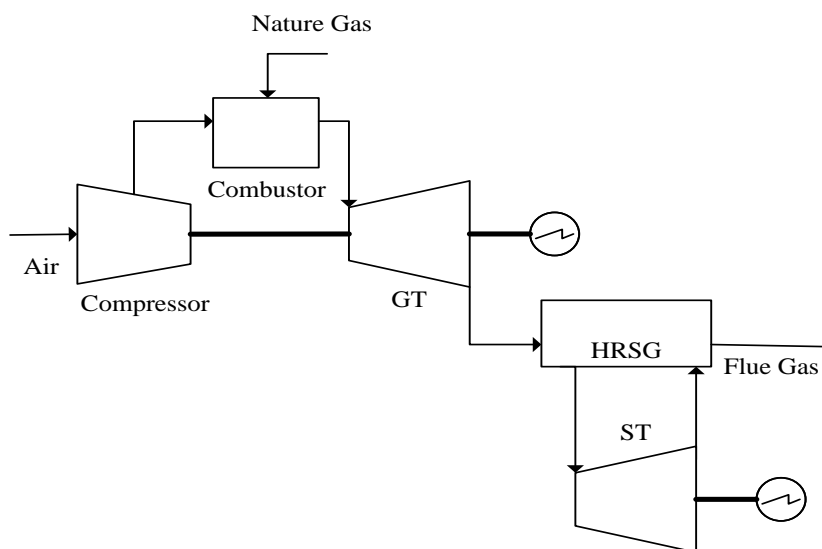 Nature Gas
Combustor
Air
Compressor
GT
HRSG
Flue Gas
ST